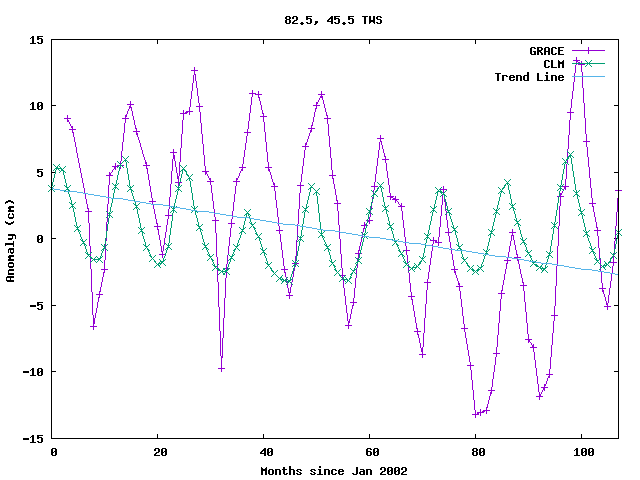 82.5, 45.5 TWS
GRACE
CLM
Trend Line
15
10
5
0
-5
-10
-15
Anomaly (cm)
0 20 40 60 80 100
Months since Jan 2002